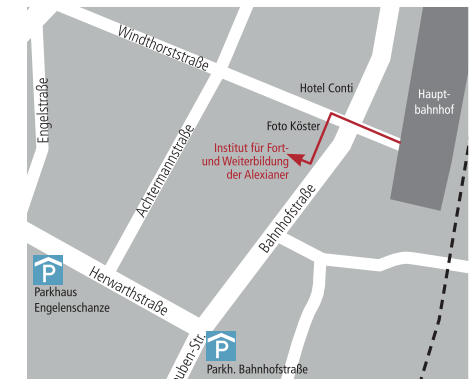 Windthorststraße
Engelstraße
Hotel Conti
Haupt-
bahnhof
Foto Köster
Achtermannstraße
Institut für Fort-
und Weiterbildung
der Alexianer
Bahnhofstraße
P
Parkhaus
Engelenschanze
Herwarthstraße
P
Parkh. Bahnhofstraße
uben-Str.